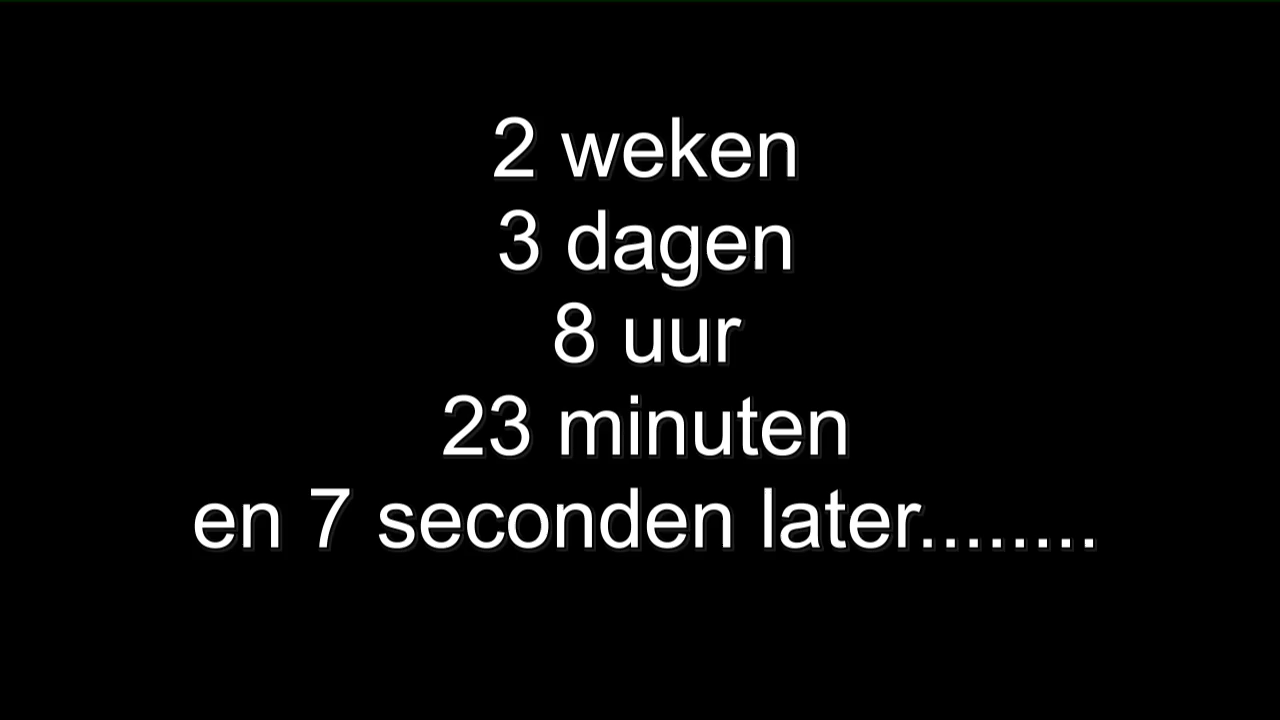 2 weken
3 dagen
8 uur
23 minuten
en 7 seconden later........